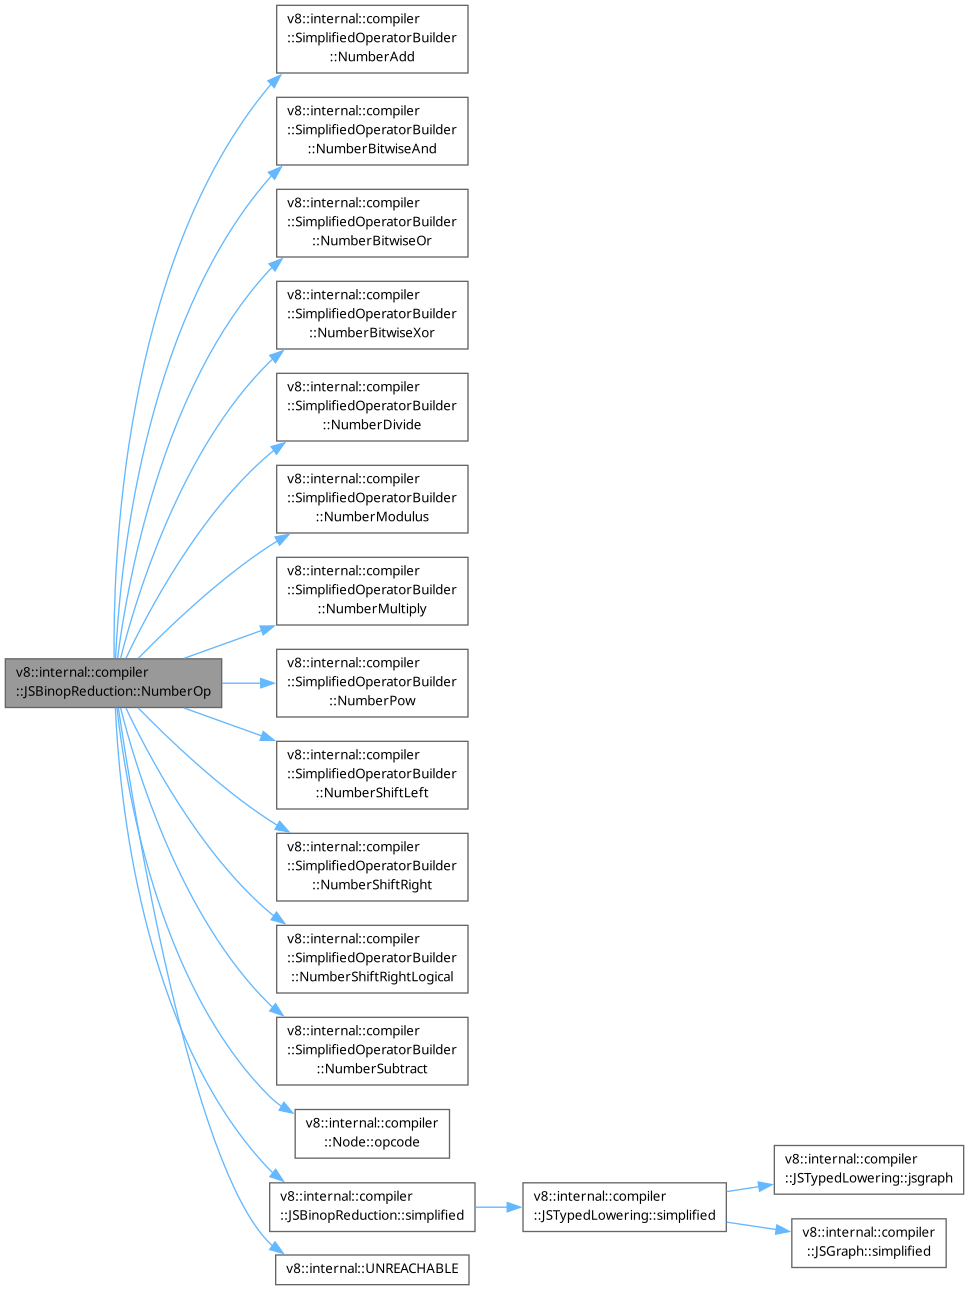 v8::internal::compiler
::SimplifiedOperatorBuilder
::NumberAdd
v8::internal::compiler
::SimplifiedOperatorBuilder
::NumberBitwiseAnd
v8::internal::compiler
::SimplifiedOperatorBuilder
::NumberBitwiseOr
v8::internal::compiler
::SimplifiedOperatorBuilder
::NumberBitwiseXor
v8::internal::compiler
::SimplifiedOperatorBuilder
::NumberDivide
v8::internal::compiler
::SimplifiedOperatorBuilder
::NumberModulus
v8::internal::compiler
::SimplifiedOperatorBuilder
::NumberMultiply
v8::internal::compiler
::JSBinopReduction::NumberOp
v8::internal::compiler
::SimplifiedOperatorBuilder
::NumberPow
v8::internal::compiler
::SimplifiedOperatorBuilder
::NumberShiftLeft
v8::internal::compiler
::SimplifiedOperatorBuilder
::NumberShiftRight
v8::internal::compiler
::SimplifiedOperatorBuilder
::NumberShiftRightLogical
v8::internal::compiler
::SimplifiedOperatorBuilder
::NumberSubtract
v8::internal::compiler
::Node::opcode
v8::internal::compiler
::JSBinopReduction::simplified
v8::internal::compiler
::JSTypedLowering::simplified
v8::internal::compiler
::JSTypedLowering::jsgraph
v8::internal::compiler
::JSGraph::simplified
v8::internal::UNREACHABLE